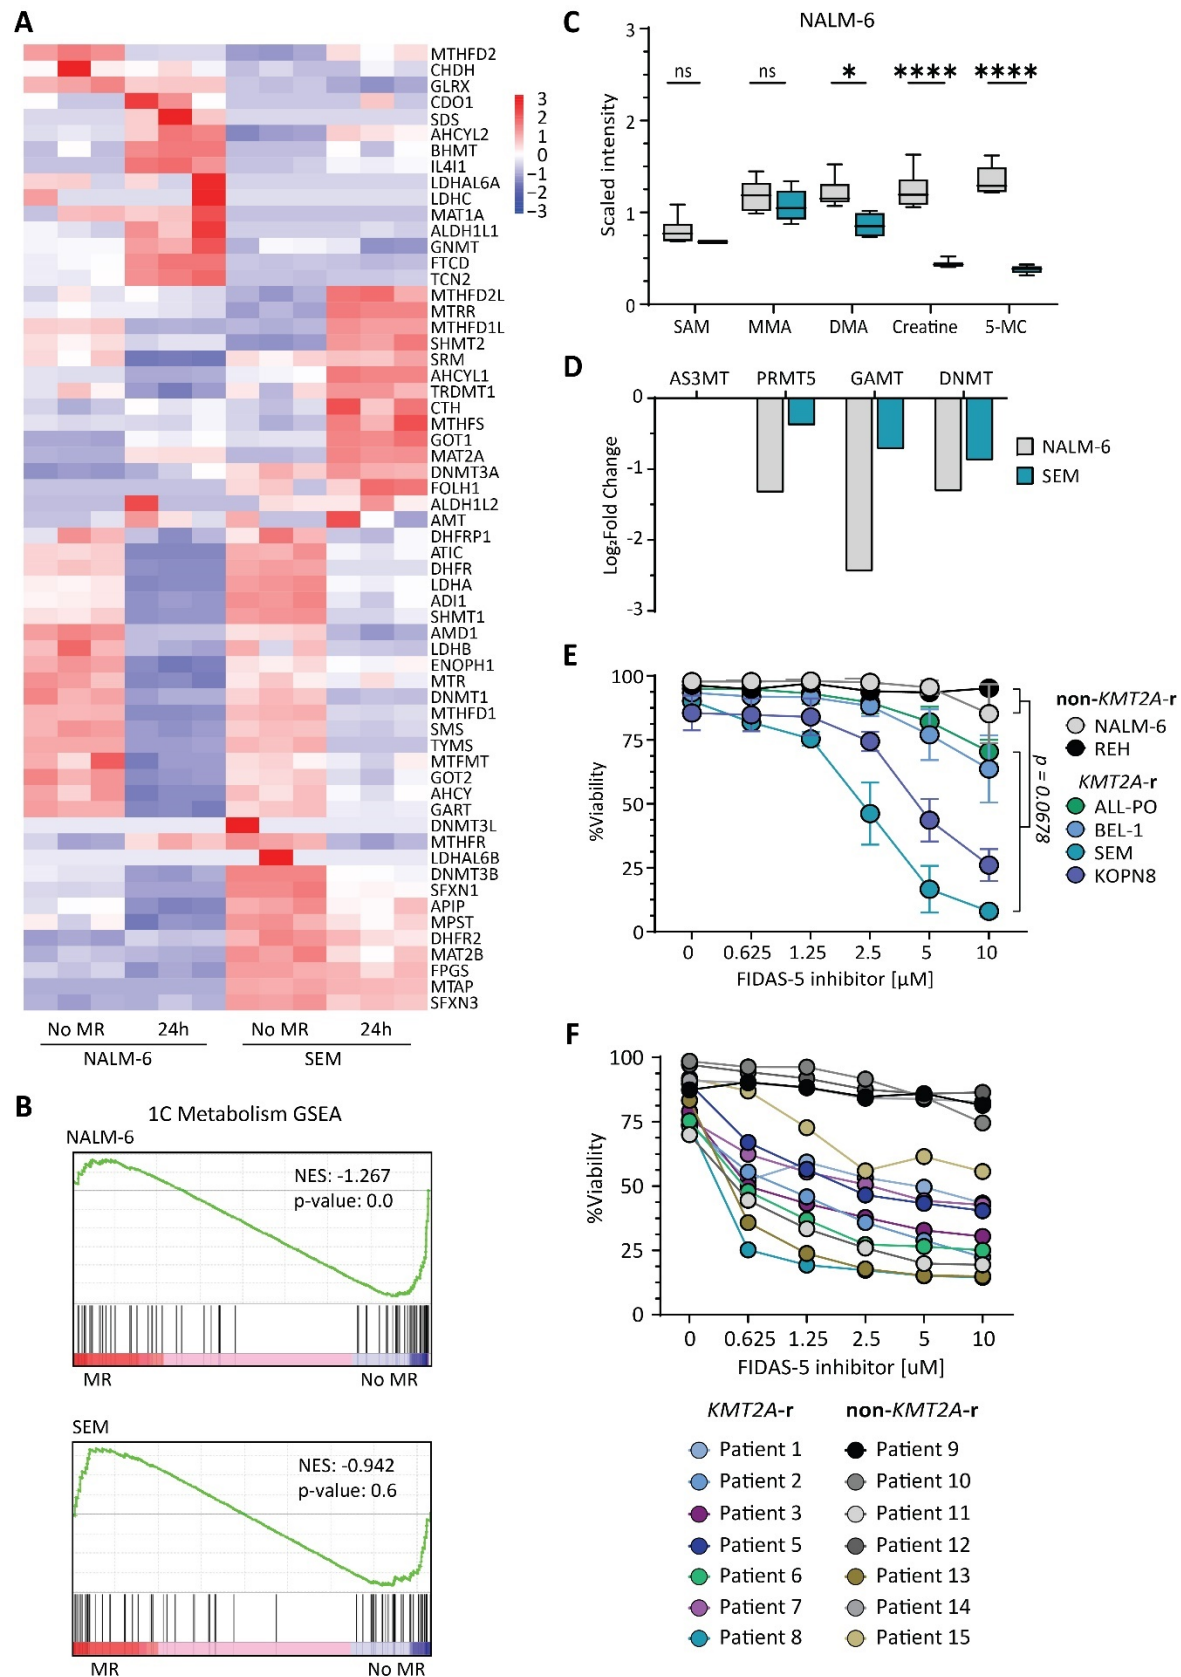 A
MTHFD2
CHDH
GLRX
CDO1
SDS
AHCYL2
BHMT
IL4I1
LDHAL6A
LDHC
MAT1A
ALDH1L1
GNMT
FTCD
TCN2
MTHFD2L
MTRR
MTHFD1L
SHMT2
SRM
AHCYL1
TRDMT1
CTH
MTHFS
GOT1
MAT2A
DNMT3A
FOLH1
ALDH1L2
AMT
DHFRP1
ATIC
DHFR
LDHA
ADI1
SHMT1
AMD1
LDHB
ENOPH1
MTR
DNMT1
MTHFD1
SMS
TYMS
MTFMT
GOT2
AHCY
GART
DNMT3L
MTHFR
LDHAL6B
DNMT3B
SFXN1
APIP
MPST
DHFR2
MAT2B
FPGS
MTAP
SFXN3
3
2
1
0
−1
−2
−3
No MR 24h No MR 24h
NALM-6 SEM
B
1C Metabolism GSEA
NALM-6
NES: -1.267
p-value: 0.0
MR No MR
SEM
NES: -0.942
p-value: 0.6
MR No MR
C
NALM-6
Scaled intensity
3
2
1
0
ns ns * **** ****
SAM MMA DMA Creatine 5-MC
D
AS3MT PRMT5 GAMT DNMT
Log₂Fold Change
0
-1
-2
-3
NALM-6
SEM
E
%Viability
100
75
50
25
0
0 0.625 1.25 2.5 5 10
FIDAS-5 inhibitor [µM]
p = 0.0678
non-KMT2A-r
NALM-6
REH
KMT2A-r
ALL-PO
BEL-1
SEM
KOPN8
F
%Viability
100
75
50
25
0
0 0.625 1.25 2.5 5 10
FIDAS-5 inhibitor [uM]
KMT2A-r non-KMT2A-r
Patient 1 Patient 9
Patient 2 Patient 10
Patient 3 Patient 11
Patient 5 Patient 12
Patient 6 Patient 13
Patient 7 Patient 14
Patient 8 Patient 15